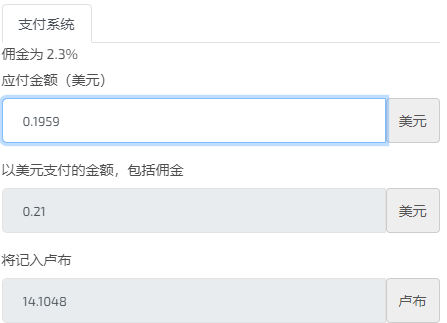 支付系统
佣金为 2.3%
应付金额（美元）
0.1959 美元
以美元支付的金额，包括佣金
0.21 美元
将记入卢布
14.1048 卢布